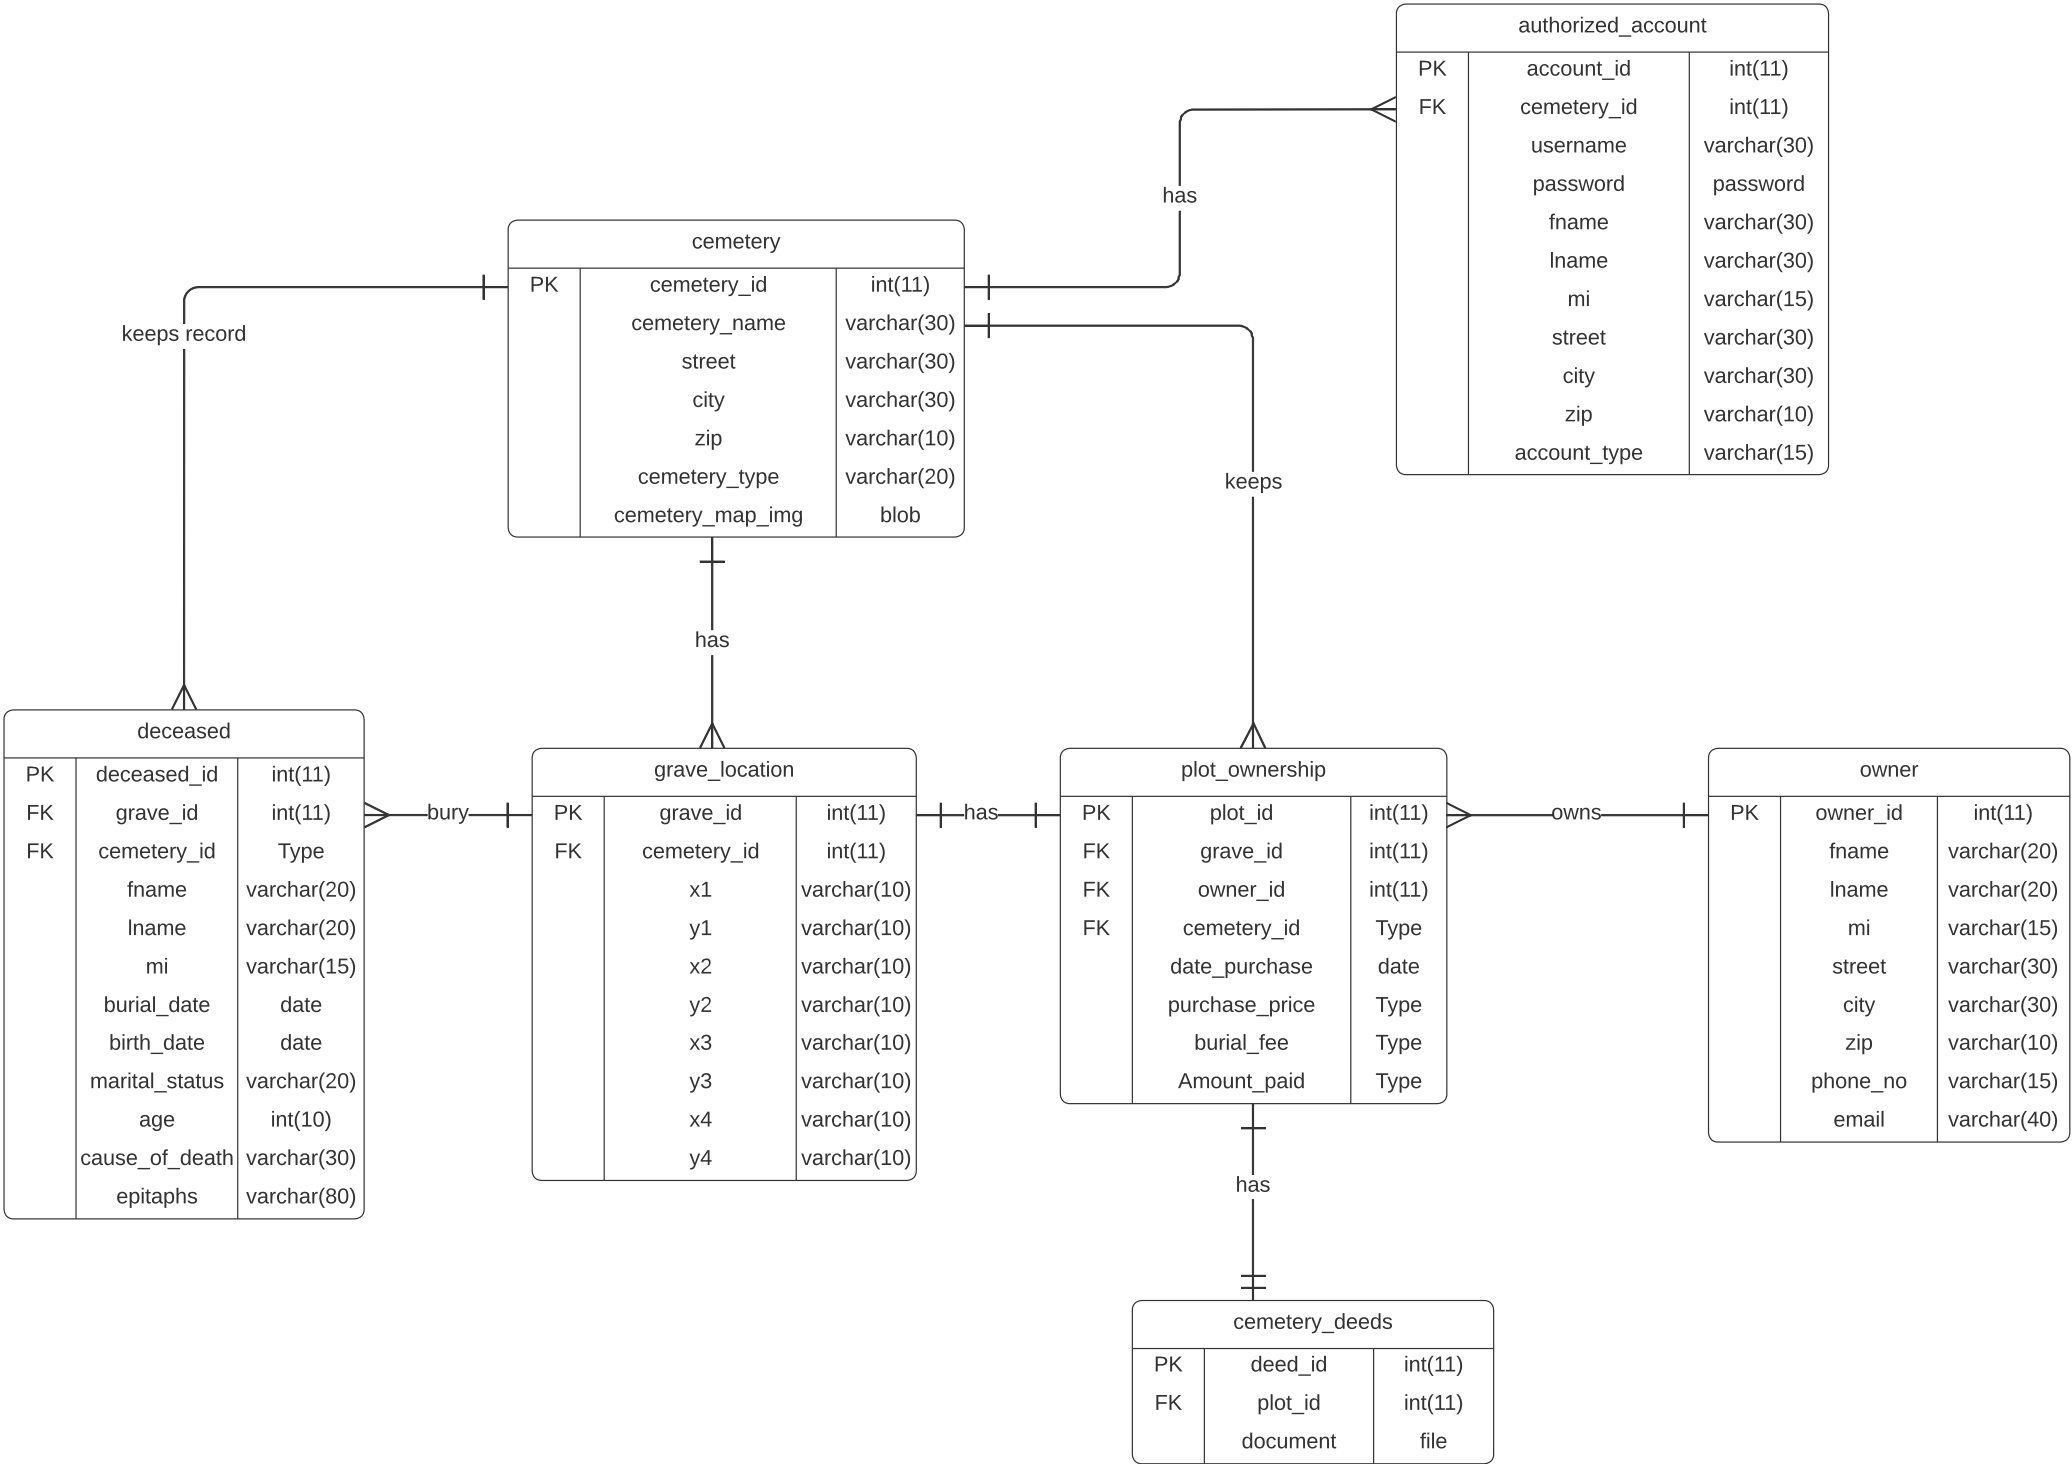 authorized_account
PK account_id int(11)
FK cemetery_id int(11)
username varchar(30)
password password
fname varchar(30)
lname varchar(30)
mi varchar(15)
street varchar(30)
city varchar(30)
zip varchar(10)
account_type varchar(15)
has
cemetery
PK cemetery_id int(11)
cemetery_name varchar(30)
street varchar(30)
city varchar(30)
zip varchar(10)
cemetery_type varchar(20)
cemetery_map_img blob
keeps record
keeps
has
deceased
PK deceased_id int(11)
FK grave_id int(11)
FK cemetery_id Type
fname varchar(20)
lname varchar(20)
mi varchar(15)
burial_date date
birth_date date
marital_status varchar(20)
age int(10)
cause_of_death varchar(30)
epitaphs varchar(80)
bury
grave_location
PK grave_id int(11)
FK cemetery_id int(11)
x1 varchar(10)
y1 varchar(10)
x2 varchar(10)
y2 varchar(10)
x3 varchar(10)
y3 varchar(10)
x4 varchar(10)
y4 varchar(10)
has
plot_ownership
PK plot_id int(11)
FK grave_id int(11)
FK owner_id int(11)
FK cemetery_id Type
date_purchase date
purchase_price Type
burial_fee Type
Amount_paid Type
owns
owner
PK owner_id int(11)
fname varchar(20)
lname varchar(20)
mi varchar(15)
street varchar(30)
city varchar(30)
zip varchar(10)
phone_no varchar(15)
email varchar(40)
has
cemetery_deeds
PK deed_id int(11)
FK plot_id int(11)
document file